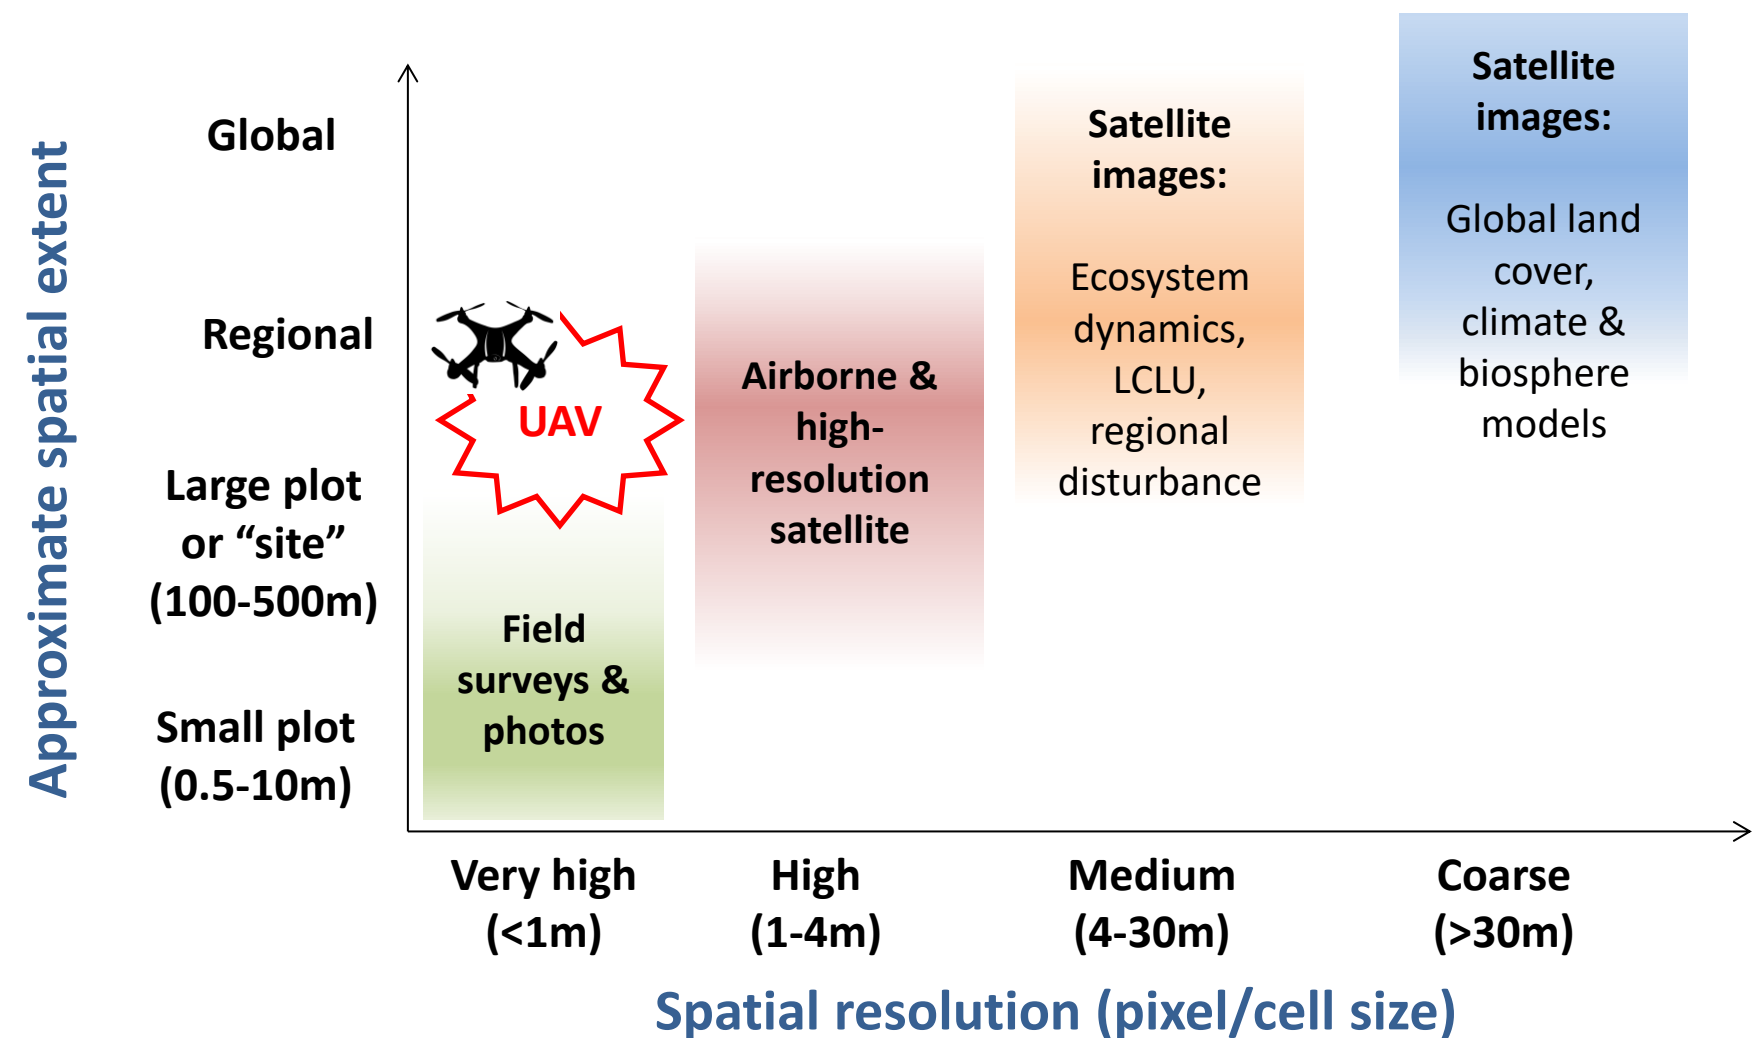 Approximate spatial extent
Global
Regional
Large plot
or “site”
(100-500m)
Small plot
(0.5-10m)
UAV
Field
surveys &
photos
Airborne &
high-
resolution
satellite
Satellite
images:
Ecosystem
dynamics,
LCLU,
regional
disturbance
Satellite
images:
Global land
cover,
climate &
biosphere
models
Very high
(<1m)
High
(1-4m)
Medium
(4-30m)
Coarse
(>30m)
Spatial resolution (pixel/cell size)